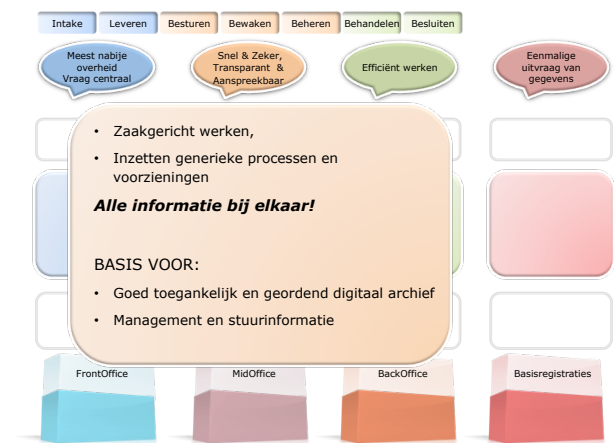 Intake Leveren Besturen Bewaken Beheren Behandelen Besluiten
Meest nabije
overheid
Vraag centraal
Snel & Zeker,
Transparant &
Aanspreekbaar
Efficiënt werken
Eenmalige
uitvraag van
gegevens
• Zaakgericht werken,
• Inzetten generieke processen en
voorzieningen
Alle informatie bij elkaar!
BASIS VOOR:
• Goed toegankelijk en geordend digitaal archief
• Management en stuurinformatie
FrontOffice
MidOffice
BackOffice
Basisregistraties